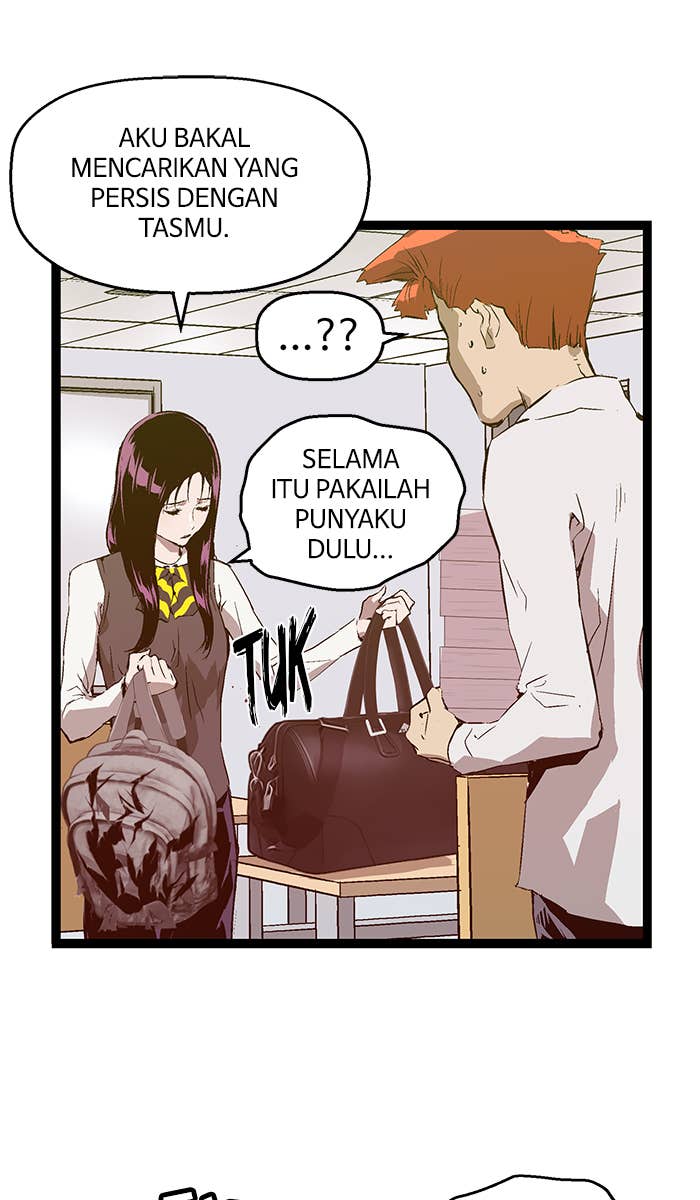 AKU BAKAL
MENCARIKAN YANG
PERSIS DENGAN
TASMU.
...??
SELAMA
ITU PAKAILAH
PUNYAKU
DULU...
TUK